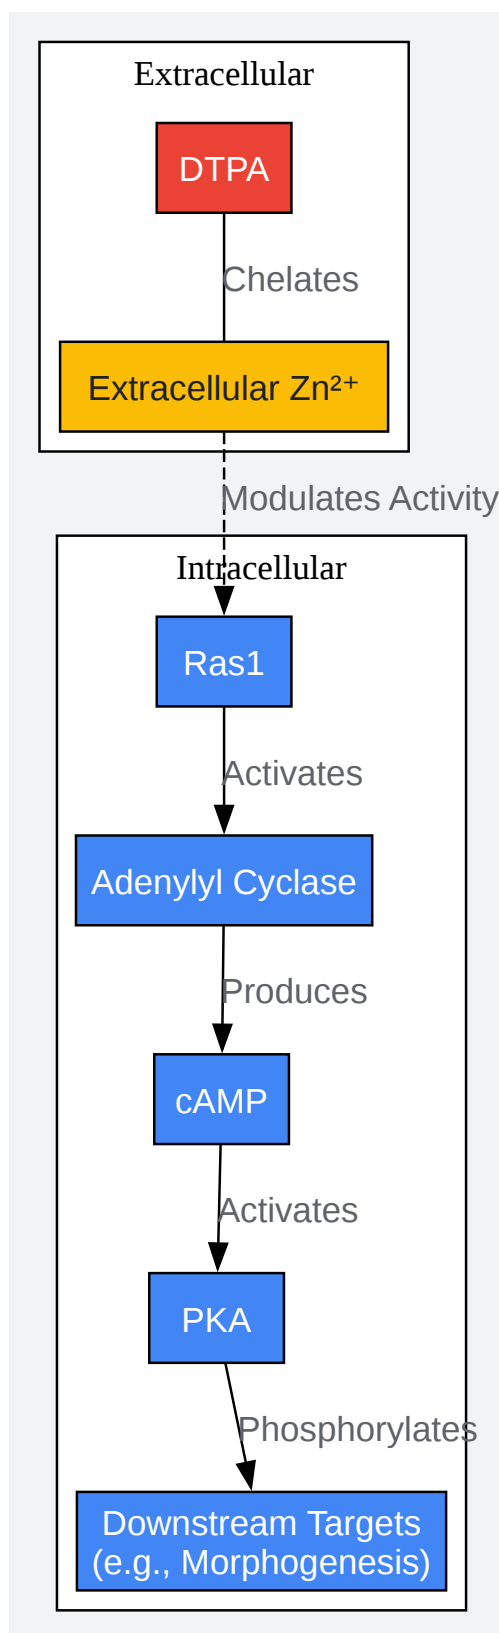 Extracellular
DTPA
Chelates
Extracellular Zn²⁺
Modulates Activity
Intracellular
Ras1
Activates
Adenylyl Cyclase
Produces
cAMP
Activates
PKA
Phosphorylates
Downstream Targets
(e.g., Morphogenesis)